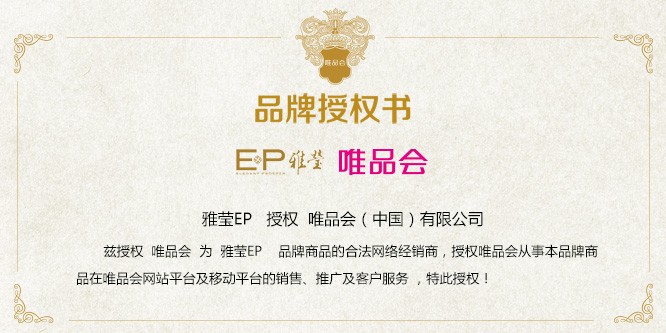 唯品会
品牌授权书
E·P 雅莹 唯品会
ELEGANT PROSPER
雅莹EP 授权 唯品会（中国）有限公司
兹授权 唯品会 为 雅莹EP 品牌商品的合法网络经销商，授权唯品会从事本品牌商
品在唯品会网站平台及移动平台的销售、推广及客户服务 ，特此授权！